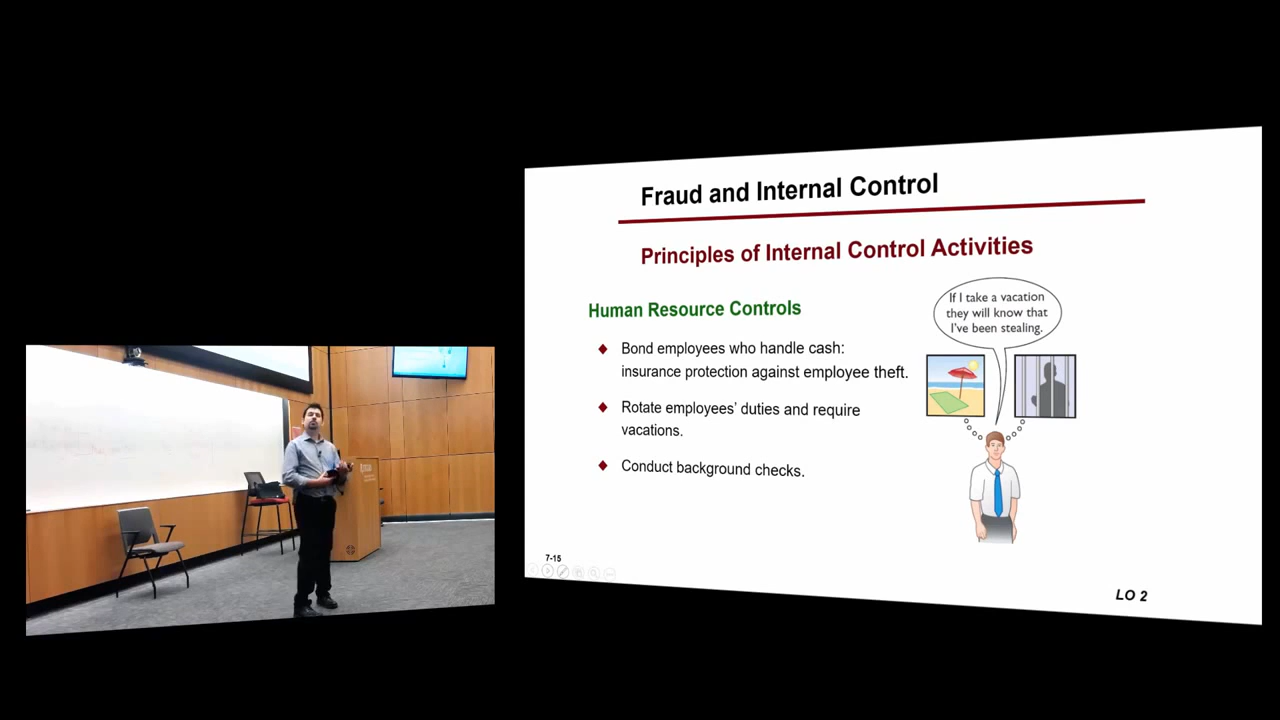 Fraud and Internal Control
Principles of Internal Control Activities
Human Resource Controls
Bond employees who handle cash:
insurance protection against employee theft.
Rotate employees' duties and require
vacations.
Conduct background checks.
If I take a vacation
they will know that
I've been stealing.
7-15
LO 2